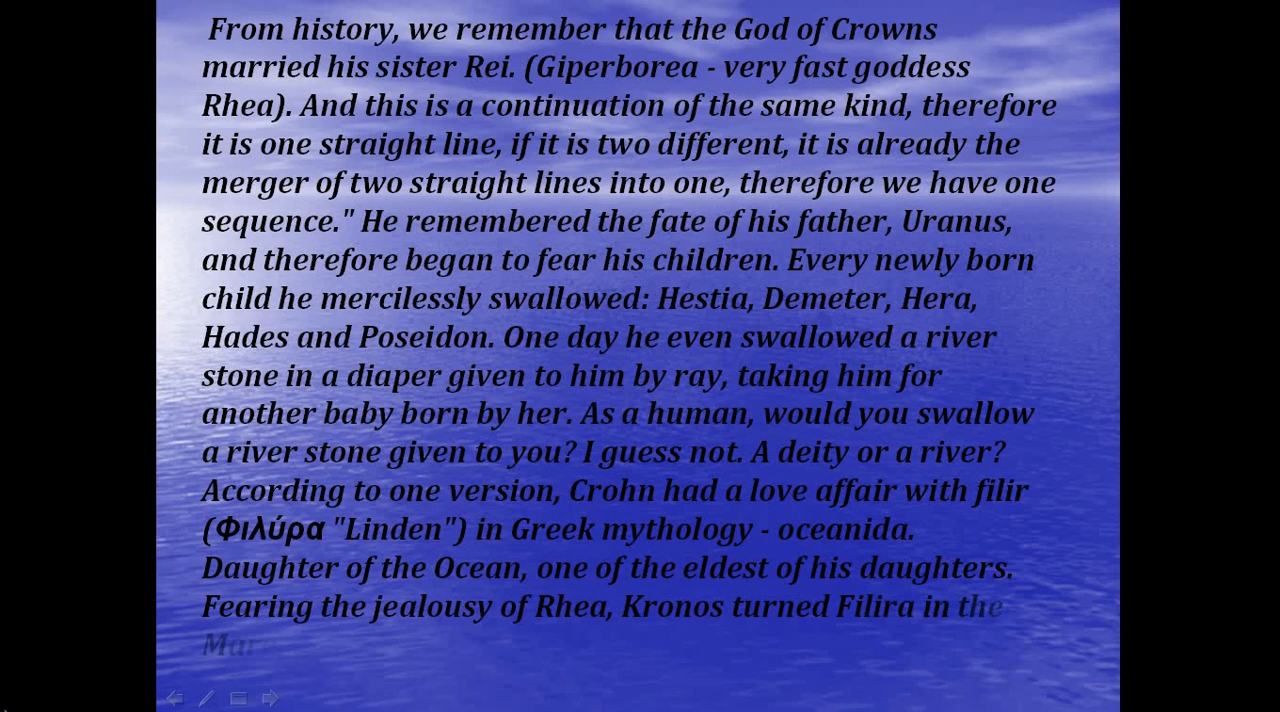 From history, we remember that the God of Crowns
married his sister Rei. (Giperborea - very fast goddess
Rhea). And this is a continuation of the same kind, therefore
it is one straight line, if it is two different, it is already the
merger of two straight lines into one, therefore we have one
sequence." He remembered the fate of his father, Uranus,
and therefore began to fear his children. Every newly born
child he mercilessly swallowed: Hestia, Demeter, Hera,
Hades and Poseidon. One day he even swallowed a river
stone in a diaper given to him by ray, taking him for
another baby born by her. As a human, would you swallow
a river stone given to you? I guess not. A deity or a river?
According to one version, Crohn had a love affair with filir
(Φιλύρα "Linden") in Greek mythology - oceanida.
Daughter of the Ocean, one of the eldest of his daughters.
Fearing the jealousy of Rhea, Kronos turned Filira in the